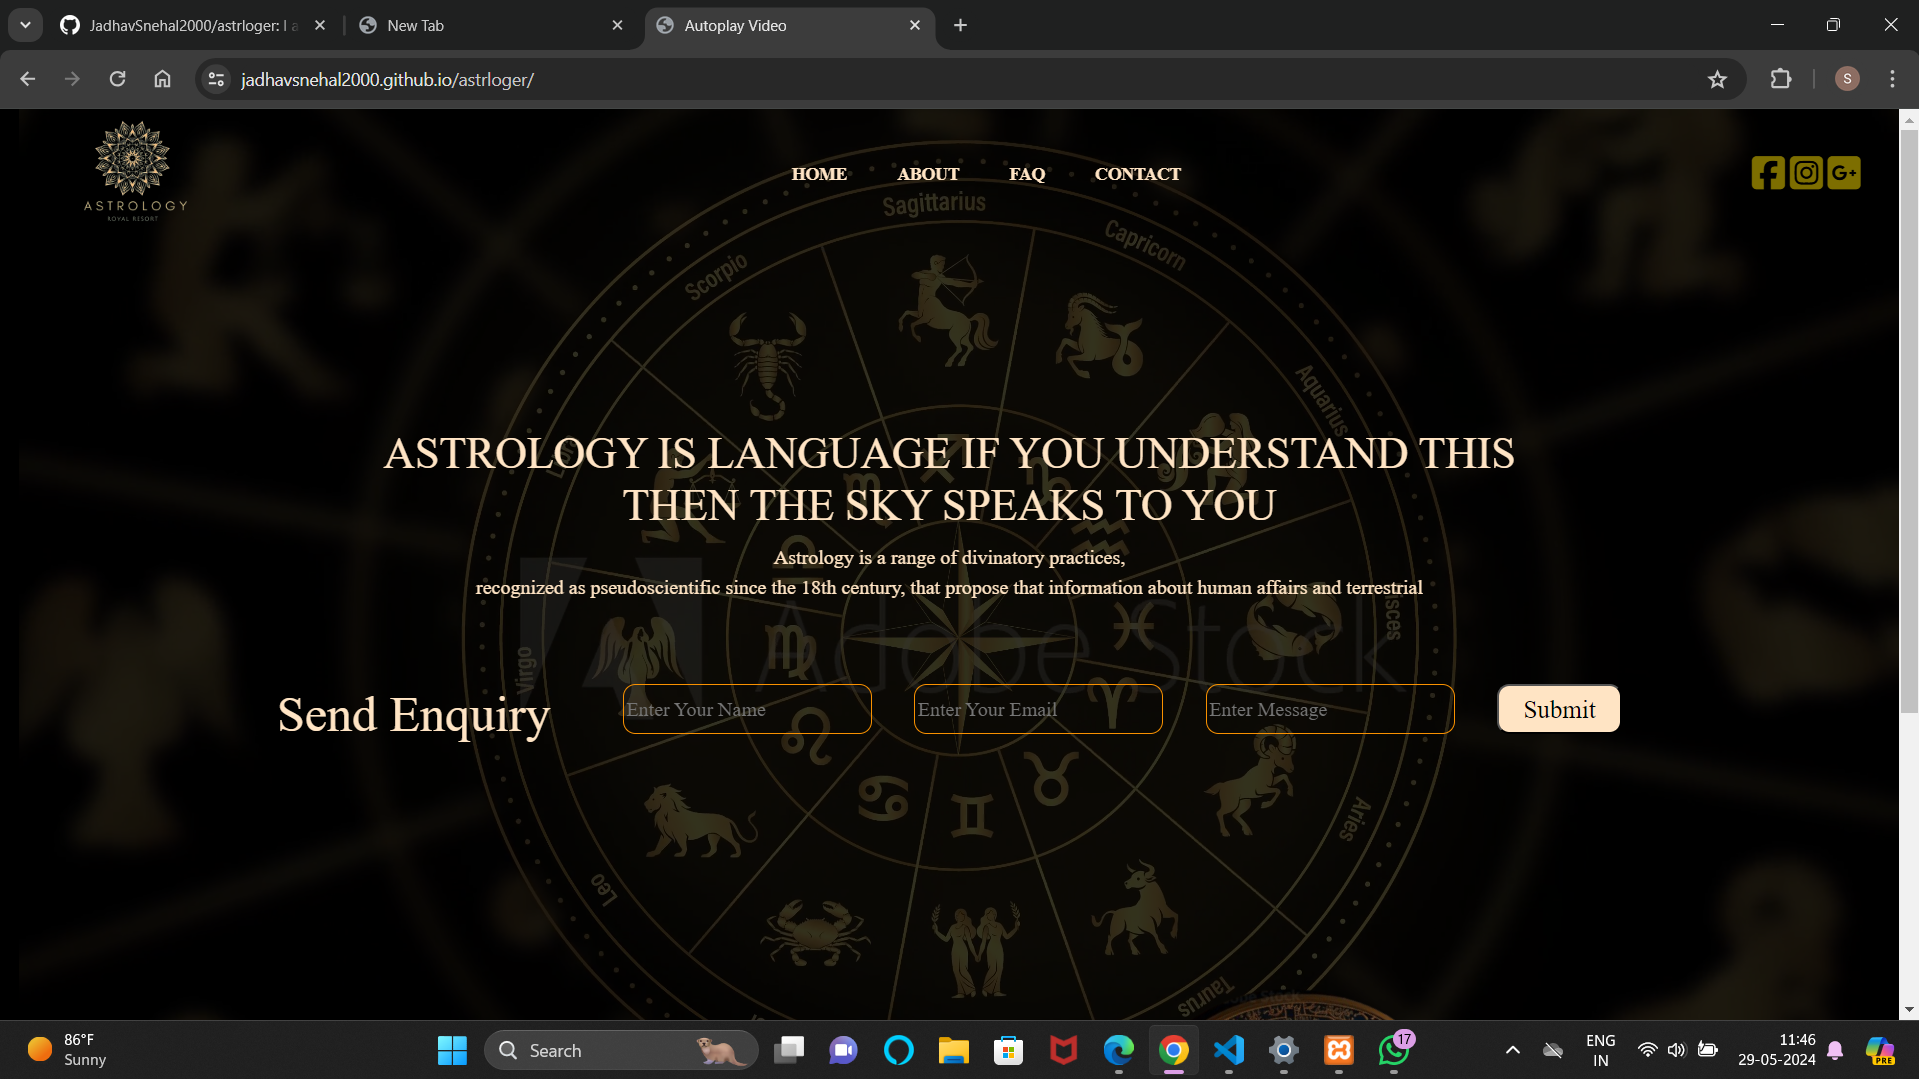 JadhavSnehal2000/astrloger: I a
New Tab
Autoplay Video
jadhavsnehal2000.github.io/astrloger/
S
ASTROLOGY
ROYAL RESORT
HOME ABOUT FAQ CONTACT
Sagittarius
Capricorn
Scorpio
Aquarius
ASTROLOGY IS LANGUAGE IF YOU UNDERSTAND THIS
THEN THE SKY SPEAKS TO YOU
Astrology is a range of divinatory practices,
recognized as pseudoscientific since the 18th century, that propose that information about human affairs and terrestrial
Adobe Stock
Virgo
Send Enquiry
Enter Your Name
Enter Your Email
Enter Message
Submit
Aries
Leo
Taurus
86°F
Sunny
Search
17
PRE
ENG
IN
11:46
29-05-2024